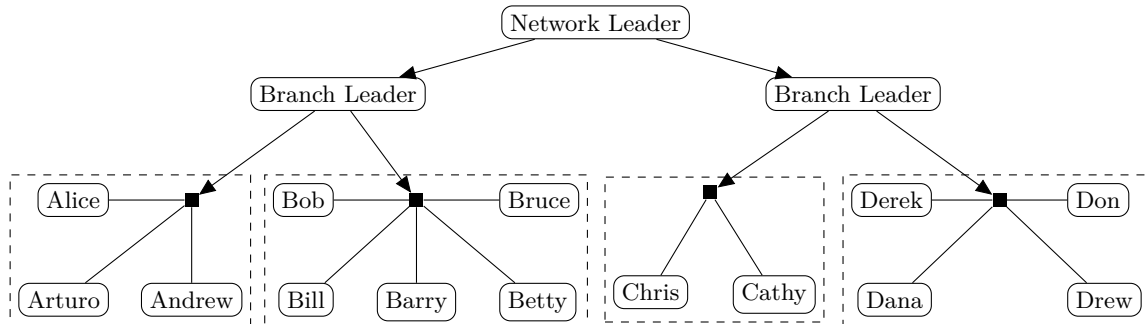 Network Leader
Branch Leader Branch Leader
Alice Bob Bruce Derek Don
Arturo Andrew Bill Barry Betty Chris Cathy Dana Drew